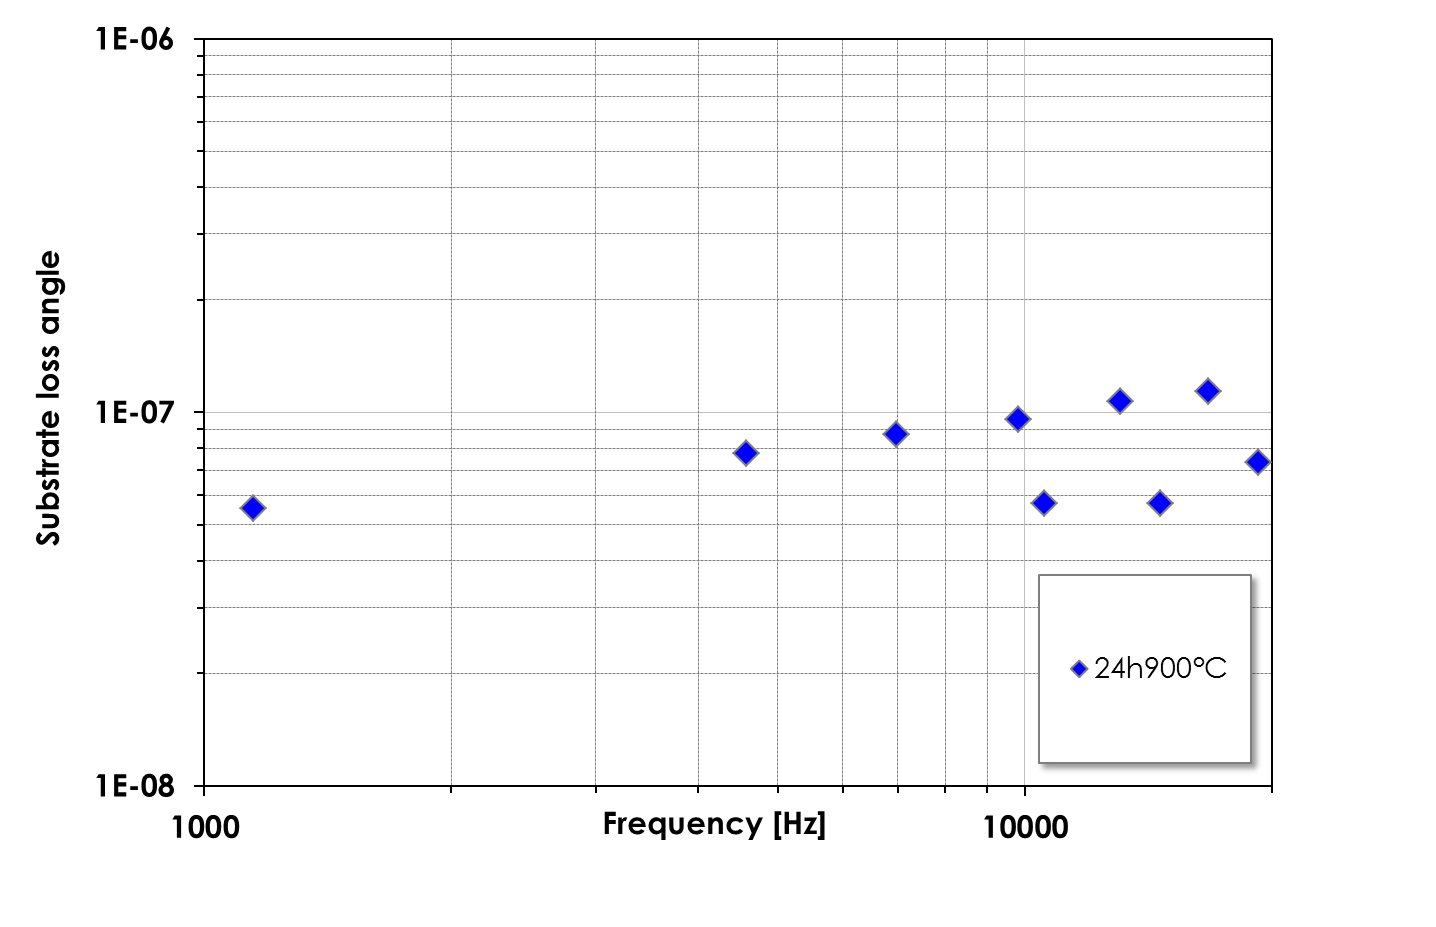 1E-06
1E-07
1E-08
Substrate loss angle
1000
Frequency [Hz]
10000
24h900°C